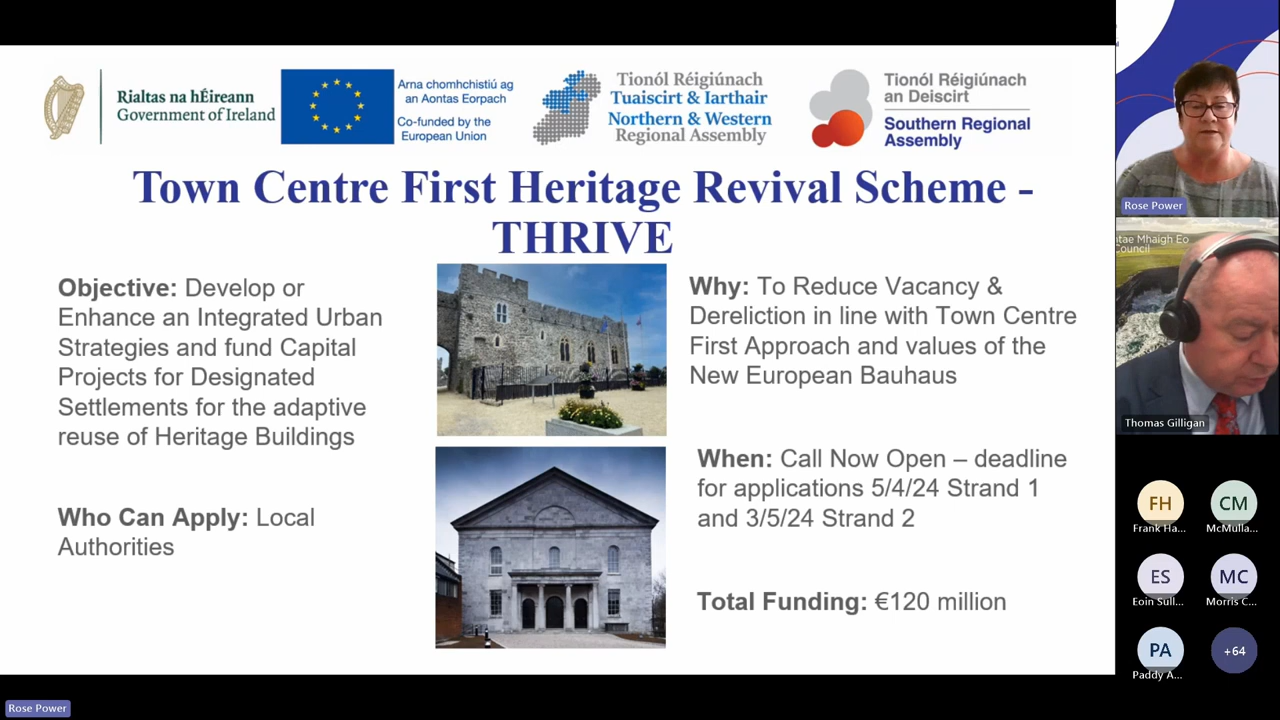 Rialtas na hÉireann
Government of Ireland
Arna chomhchistiú ag
an Aontas Eorpach
Co-funded by the
European Union
Tionól Réigiúnach
Tuaiscirt & Iarthair
Northern & Western
Regional Assembly
Tionól Réigiúnach
an Deiscirt
Southern Regional
Assembly
Town Centre First Heritage Revival Scheme -
THRIVE
Objective: Develop or
Enhance an Integrated Urban
Strategies and fund Capital
Projects for Designated
Settlements for the adaptive
reuse of Heritage Buildings
Who Can Apply: Local
Authorities
Why: To Reduce Vacancy &
Dereliction in line with Town Centre
First Approach and values of the
New European Bauhaus
When: Call Now Open – deadline
for applications 5/4/24 Strand 1
and 3/5/24 Strand 2
Total Funding: €120 million
Rose Power
ntae Mhaigh Eo
Council
Thomas Gilligan
FH
Frank Ha...
CM
McMulla...
ES
Eoin Sull...
MC
Morris C...
PA
Paddy A...
+64
Rose Power